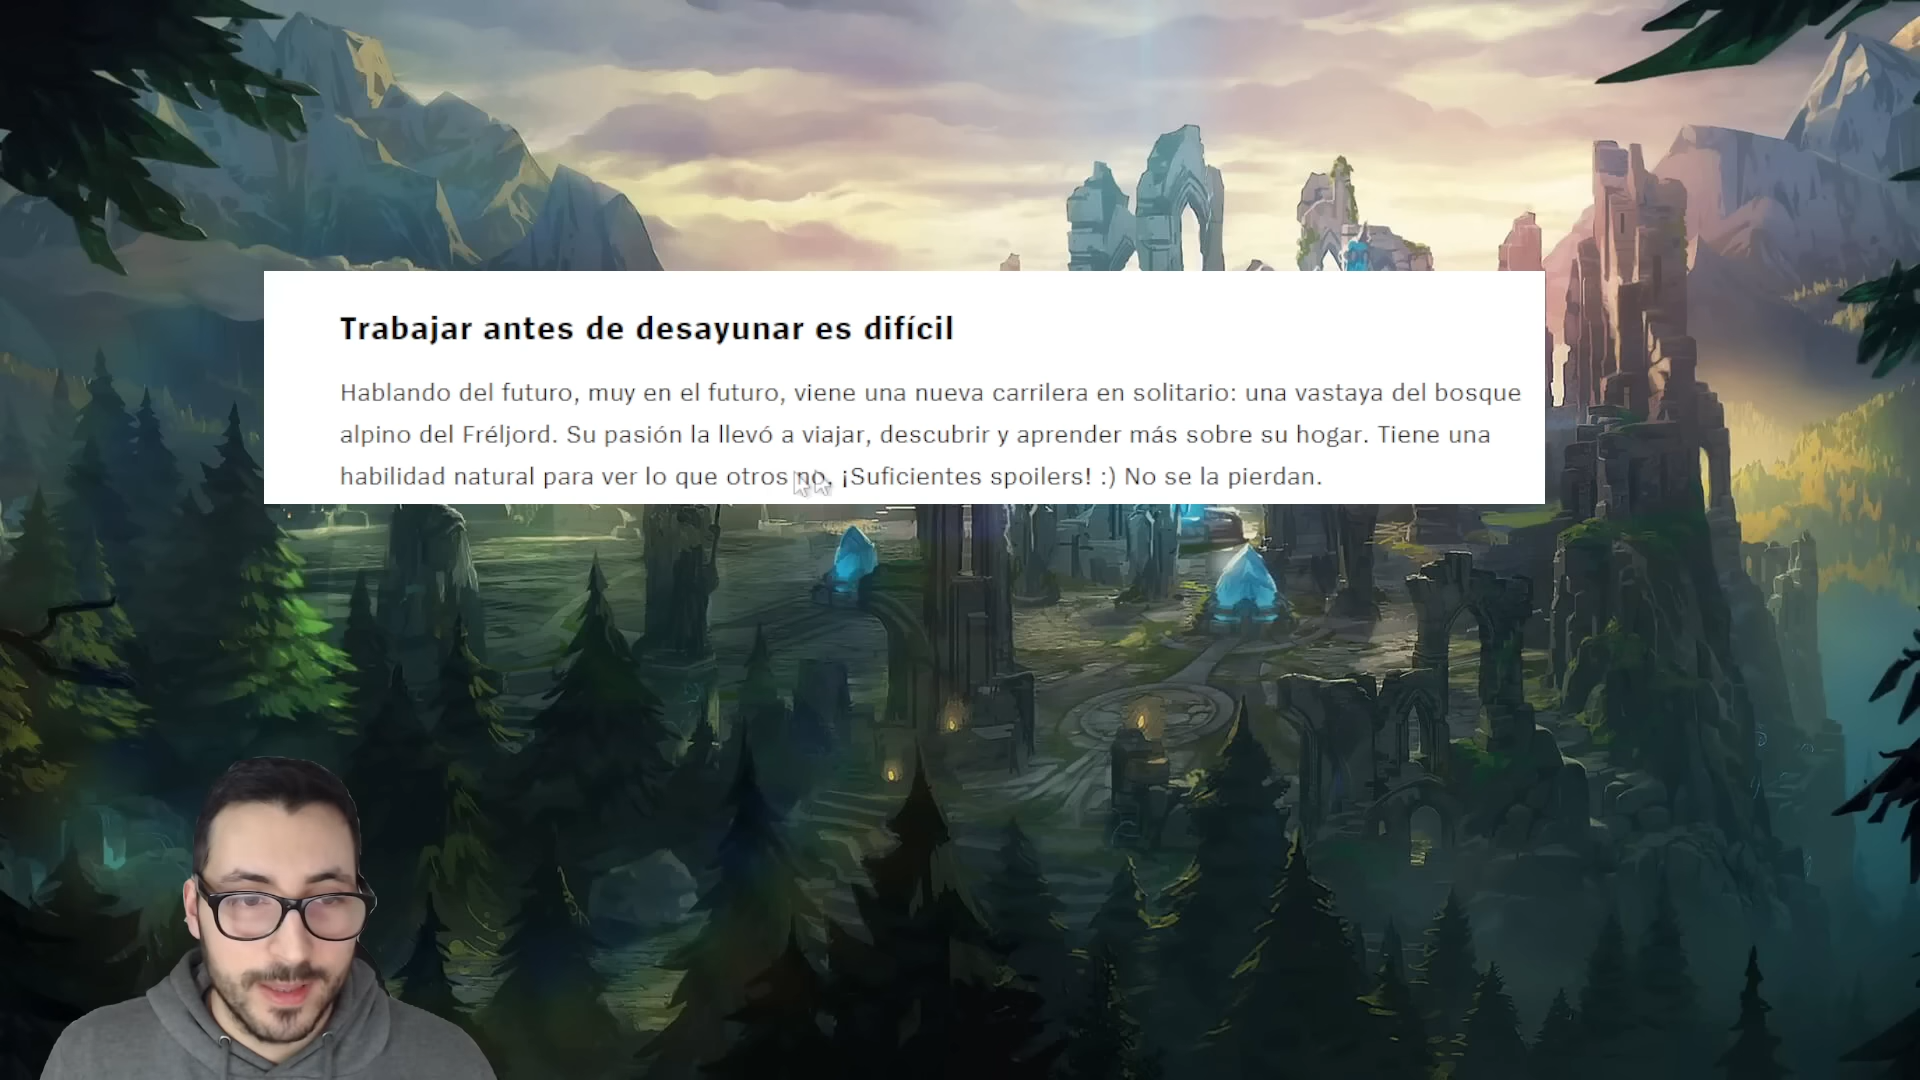 Trabajar antes de desayunar es difícil
Hablando del futuro, muy en el futuro, viene una nueva carrilera en solitario: una vastaya del bosque
alpino del Fréljord. Su pasión la llevó a viajar, descubrir y aprender más sobre su hogar. Tiene una
habilidad natural para ver lo que otros no. ¡Suficientes spoilers! :) No se la pierdan.